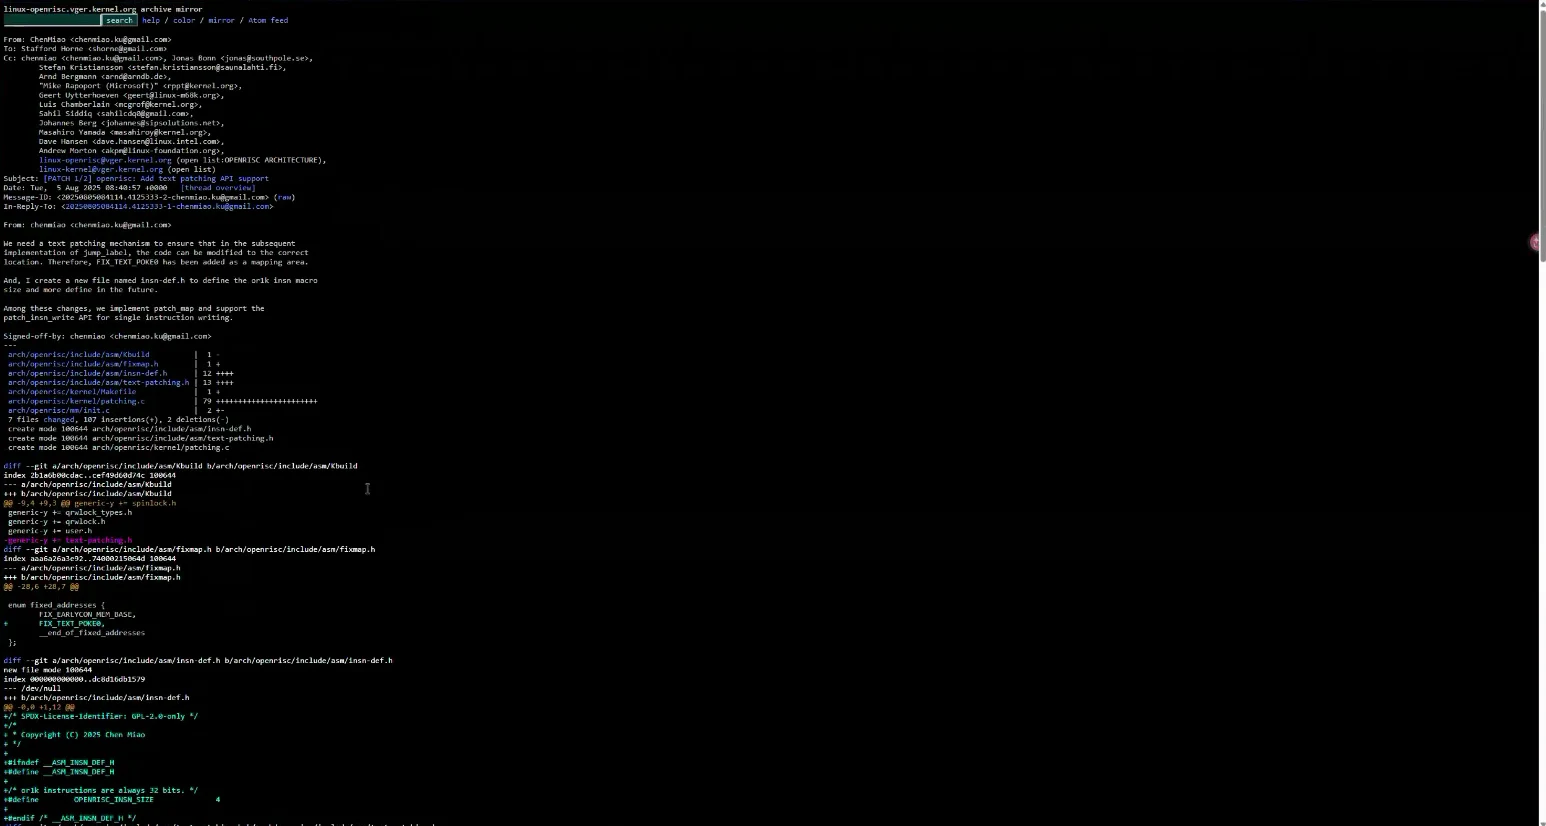 linux-openrisc.vger.kernel.org archive mirror
search help / color / mirror / Atom feed
From: ChenMiao <chenmiao.ku@gmail.com>
To: Stafford Horne <shorne@gmail.com>
Cc: chenmiao <chenmiao.ku@gmail.com>, Jonas Bonn <jonas@southpole.se>,
Stefan Kristiansson <stefan.kristiansson@saunalahti.fi>,
Arnd Bergmann <arnd@arndb.de>,
"Mike Rapoport (Microsoft)" <rppt@kernel.org>,
Geert Uytterhoeven <geert@linux-m68k.org>,
Luis Chamberlain <mcgrof@kernel.org>,
Sahil Siddiq <sahilcdq0@gmail.com>,
Johannes Berg <johannes@sipsolutions.net>,
Masahiro Yamada <masahiroy@kernel.org>,
Dave Hansen <dave.hansen@linux.intel.com>,
Andrew Morton <akpm@linux-foundation.org>,
linux-openrisc@vger.kernel.org (open list:OPENRISC ARCHITECTURE),
linux-kernel@vger.kernel.org (open list)
Subject: [PATCH 1/2] openrisc: Add text patching API support
Date: Tue,  5 Aug 2025 08:40:57 +0000   [thread overview]
Message-ID: <20250805084114.4125333-2-chenmiao.ku@gmail.com> (raw)
In-Reply-To: <20250805084114.4125333-1-chenmiao.ku@gmail.com>
From: chenmiao <chenmiao.ku@gmail.com>
We need a text patching mechanism to ensure that in the subsequent
implementation of jump_label, the code can be modified to the correct
location. Therefore, FIX_TEXT_POKE0 has been added as a mapping area.
And, I create a new file named insn-def.h to define the or1k insn macro
size and more define in the future.
Among these changes, we implement patch_map and support the
patch_insn_write API for single instruction writing.
Signed-off-by: chenmiao <chenmiao.ku@gmail.com>
---
arch/openrisc/include/asm/Kbuild | 1 -
arch/openrisc/include/asm/fixmap.h | 1 +
arch/openrisc/include/asm/insn-def.h | 12 ++++
arch/openrisc/include/asm/text-patching.h | 13 ++++
arch/openrisc/kernel/Makefile | 1 +
arch/openrisc/kernel/patching.c | 79 +++++++++++++++++++++++
arch/openrisc/mm/init.c | 2 +-
7 files changed, 107 insertions(+), 2 deletions(-)
create mode 100644 arch/openrisc/include/asm/insn-def.h
create mode 100644 arch/openrisc/include/asm/text-patching.h
create mode 100644 arch/openrisc/kernel/patching.c
diff --git a/arch/openrisc/include/asm/Kbuild b/arch/openrisc/include/asm/Kbuild
index 2b1a6b00cdac..cef49d60d74c 100644
--- a/arch/openrisc/include/asm/Kbuild
+++ b/arch/openrisc/include/asm/Kbuild
@@ -9,4 +9,3 @@ generic-y += spinlock.h
generic-y += qrwlock_types.h
generic-y += qrwlock.h
generic-y += user.h
-generic-y += text-patching.h
diff --git a/arch/openrisc/include/asm/fixmap.h b/arch/openrisc/include/asm/fixmap.h
index aaa6a26a3e92..74000215064d 100644
--- a/arch/openrisc/include/asm/fixmap.h
+++ b/arch/openrisc/include/asm/fixmap.h
@@ -28,6 +28,7 @@
enum fixed_addresses {
FIX_EARLYCON_MEM_BASE,
+ FIX_TEXT_POKE0,
__end_of_fixed_addresses
};
diff --git a/arch/openrisc/include/asm/insn-def.h b/arch/openrisc/include/asm/insn-def.h
new file mode 100644
index 000000000000..dc8d16db1579
--- /dev/null
+++ b/arch/openrisc/include/asm/insn-def.h
@@ -0,0 +1,12 @@
+/* SPDX-License-Identifier: GPL-2.0-only */
+/*
+ * Copyright (C) 2025 Chen Miao
+ */
+
+#ifndef __ASM_INSN_DEF_H
+#define __ASM_INSN_DEF_H
+
+/* or1k instructions are always 32 bits. */
+#define OPENRISC_INSN_SIZE 4
+
+#endif /* __ASM_INSN_DEF_H */